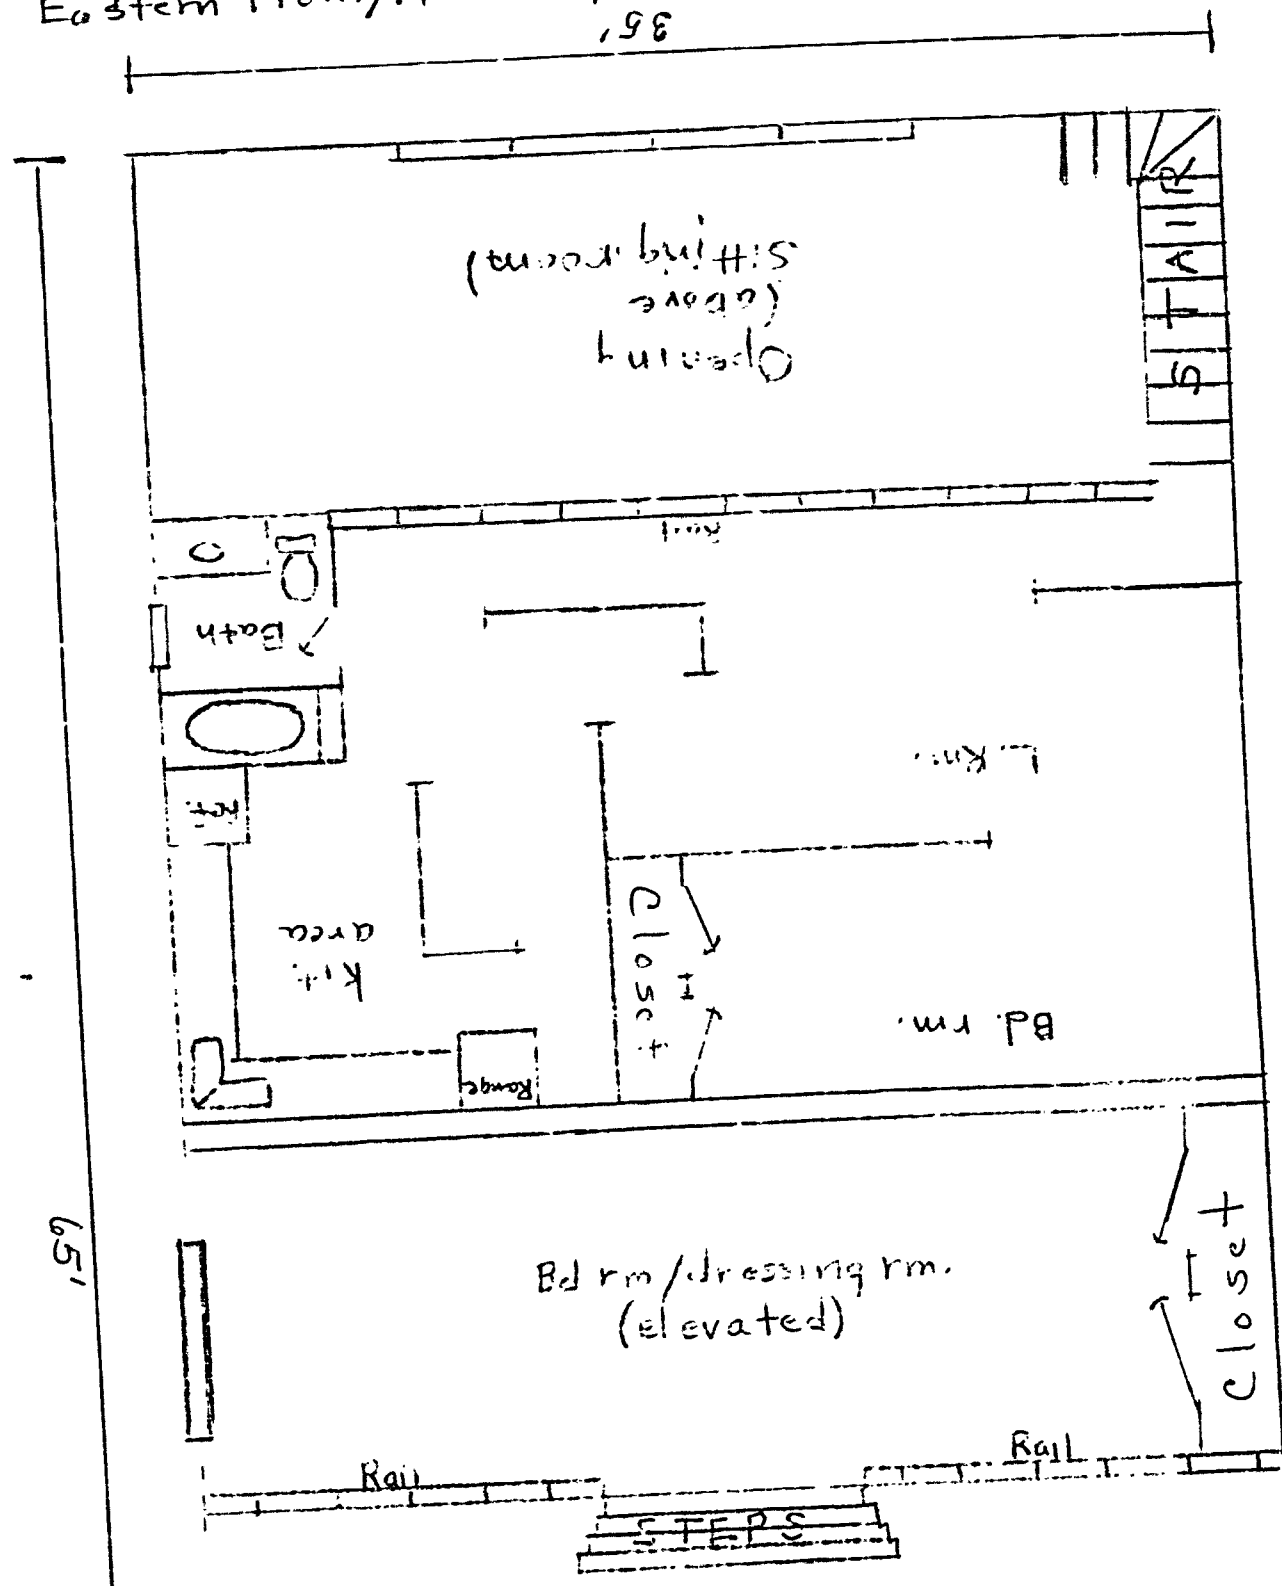 Eastern
35'
STAIR
Opening
(above
Sitting room)
Rail
Bath
Ref.
L. Rm.
Closet
Kit.
area
Range
Bd. rm.
65'
Bd rm/dressing rm.
(elevated)
Closet
Rail
Rail
STEPS